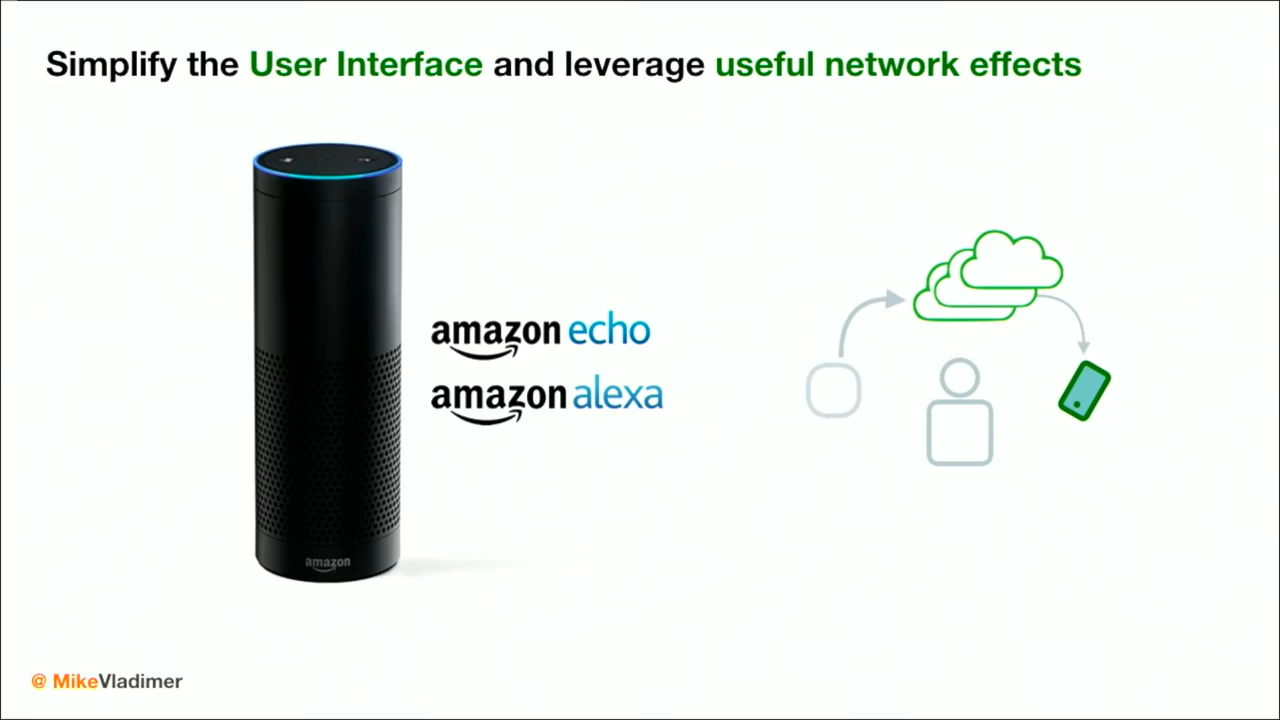 Simplify the User Interface and leverage useful network effects
amazon echo
amazon alexa
amazon
@ MikeVladimer